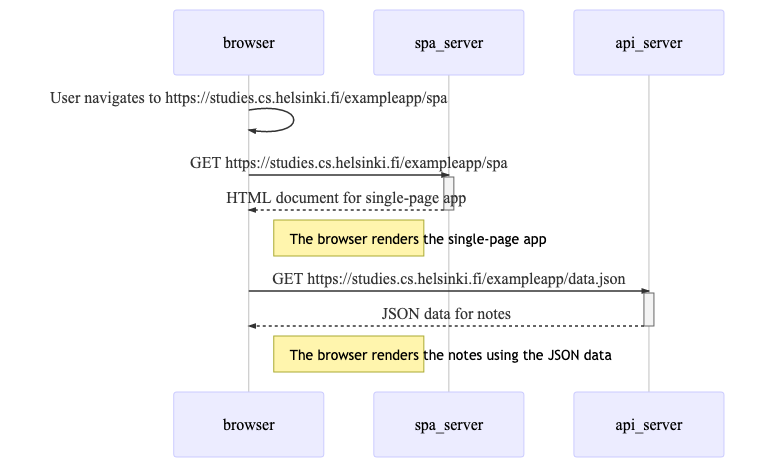 browser
spa_server
api_server
User navigates to https://studies.cs.helsinki.fi/exampleapp/spa
GET https://studies.cs.helsinki.fi/exampleapp/spa
HTML document for single-page app
The browser renders the single-page app
GET https://studies.cs.helsinki.fi/exampleapp/data.json
JSON data for notes
The browser renders the notes using the JSON data
browser
spa_server
api_server